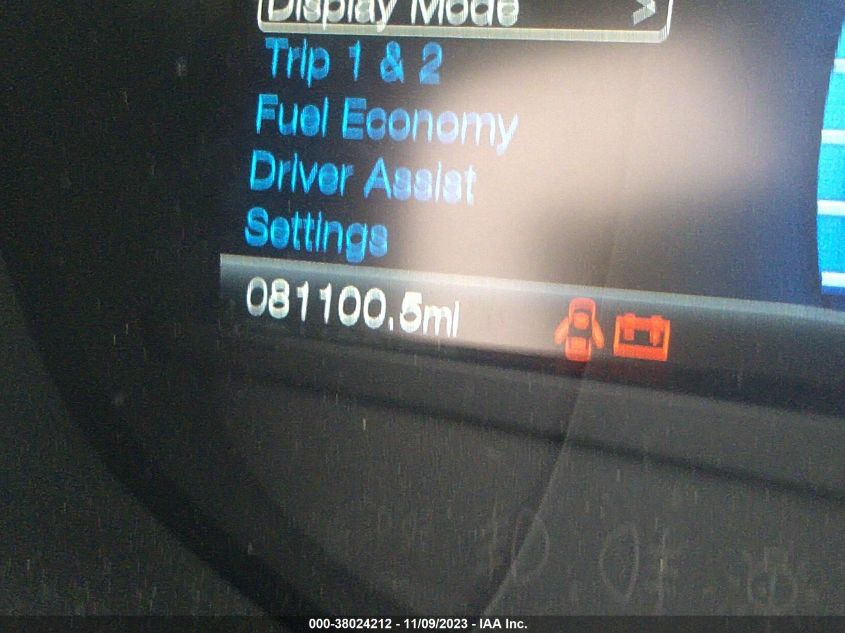 Display Mode >
Trip 1 & 2
Fuel Economy
Driver Assist
Settings
081100.5mi
000-38024212 - 11/09/2023 - IAA Inc.